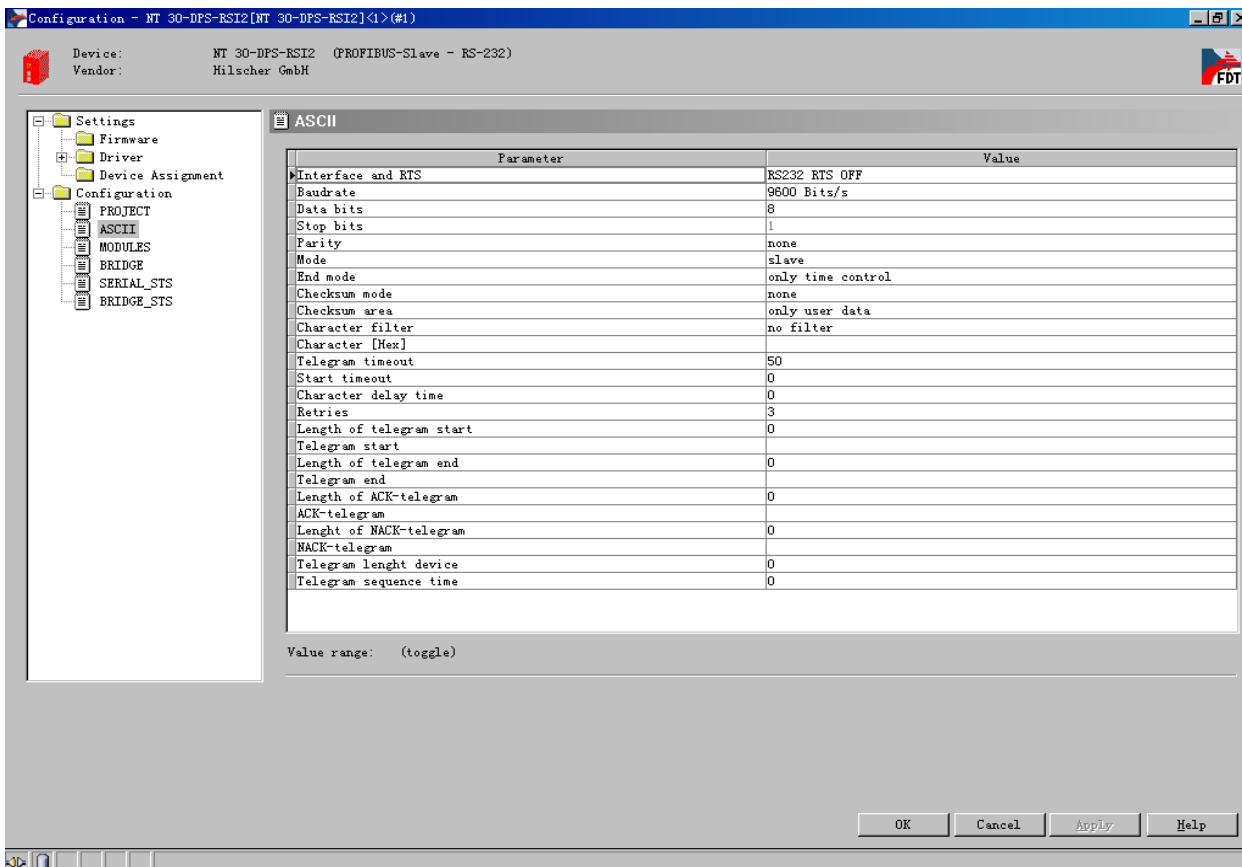 Configuration - NT 30-DPS-RSI2[NT 30-DPS-RSI2]<1>(#1)
Device: NT 30-DPS-RSI2 (PROFIBUS-Slave - RS-232)
Vendor: Hilscher GmbH
FDT
Settings
Firmware
Driver
Device Assignment
Configuration
PROJECT
ASCII
MODULES
BRIDGE
SERIAL_STS
BRIDGE_STS
ASCII
Parameter Value
Interface and RTS RS232 RTS OFF
Baudrate 9600 Bits/s
Data bits 8
Stop bits 1
Parity none
Mode slave
End mode only time control
Checksum mode none
Checksum area only user data
Character filter no filter
Character [Hex]
Telegram timeout 50
Start timeout 0
Character delay time 0
Retries 3
Length of telegram start 0
Telegram start
Length of telegram end 0
Telegram end
Length of ACK-telegram 0
ACK-telegram
Lenght of NACK-telegram 0
NACK-telegram
Telegram lenght device 0
Telegram sequence time 0
Value range: (toggle)
OK Cancel Apply Help